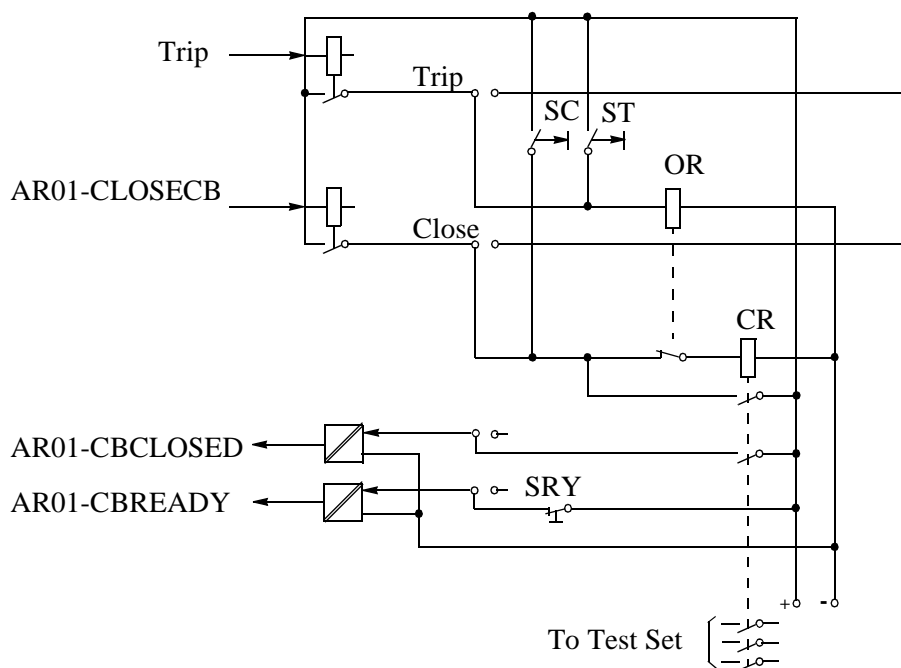 Trip
Trip
SC
ST
OR
AR01-CLOSECB
Close
CR
AR01-CBCLOSED
AR01-CBREADY
SRY
+
-
To Test Set